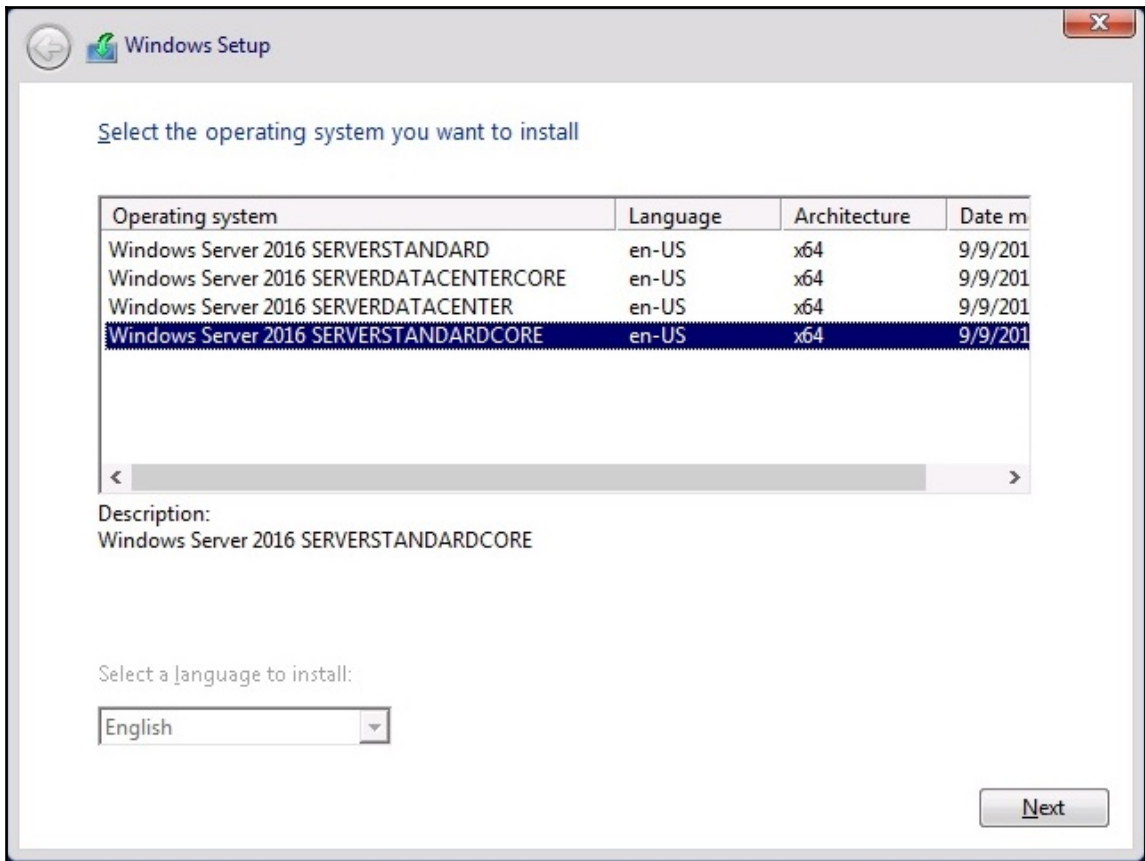 Windows Setup
Select the operating system you want to install
Operating system Language Architecture Date m
Windows Server 2016 SERVERSTANDARD en-US x64 9/9/201
Windows Server 2016 SERVERDATACENTERCORE en-US x64 9/9/201
Windows Server 2016 SERVERDATACENTER en-US x64 9/9/201
Windows Server 2016 SERVERSTANDARDCORE en-US x64 9/9/201
Description:
Windows Server 2016 SERVERSTANDARDCORE
Select a language to install:
English
Next